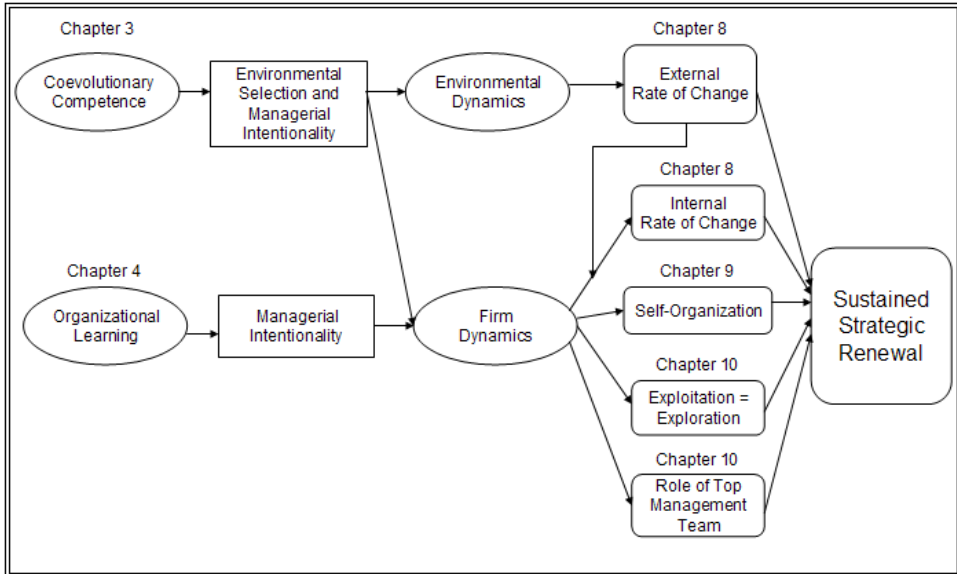 Chapter 3
Chapter 8
Coevolutionary
Competence
Environmental
Selection and
Managerial
Intentionality
Environmental
Dynamics
External
Rate of Change
Chapter 8
Internal
Rate of Change
Chapter 4
Chapter 9
Organizational
Learning
Managerial
Intentionality
Firm
Dynamics
Self-Organization
Sustained
Strategic
Renewal
Chapter 10
Exploitation =
Exploration
Chapter 10
Role of Top
Management
Team